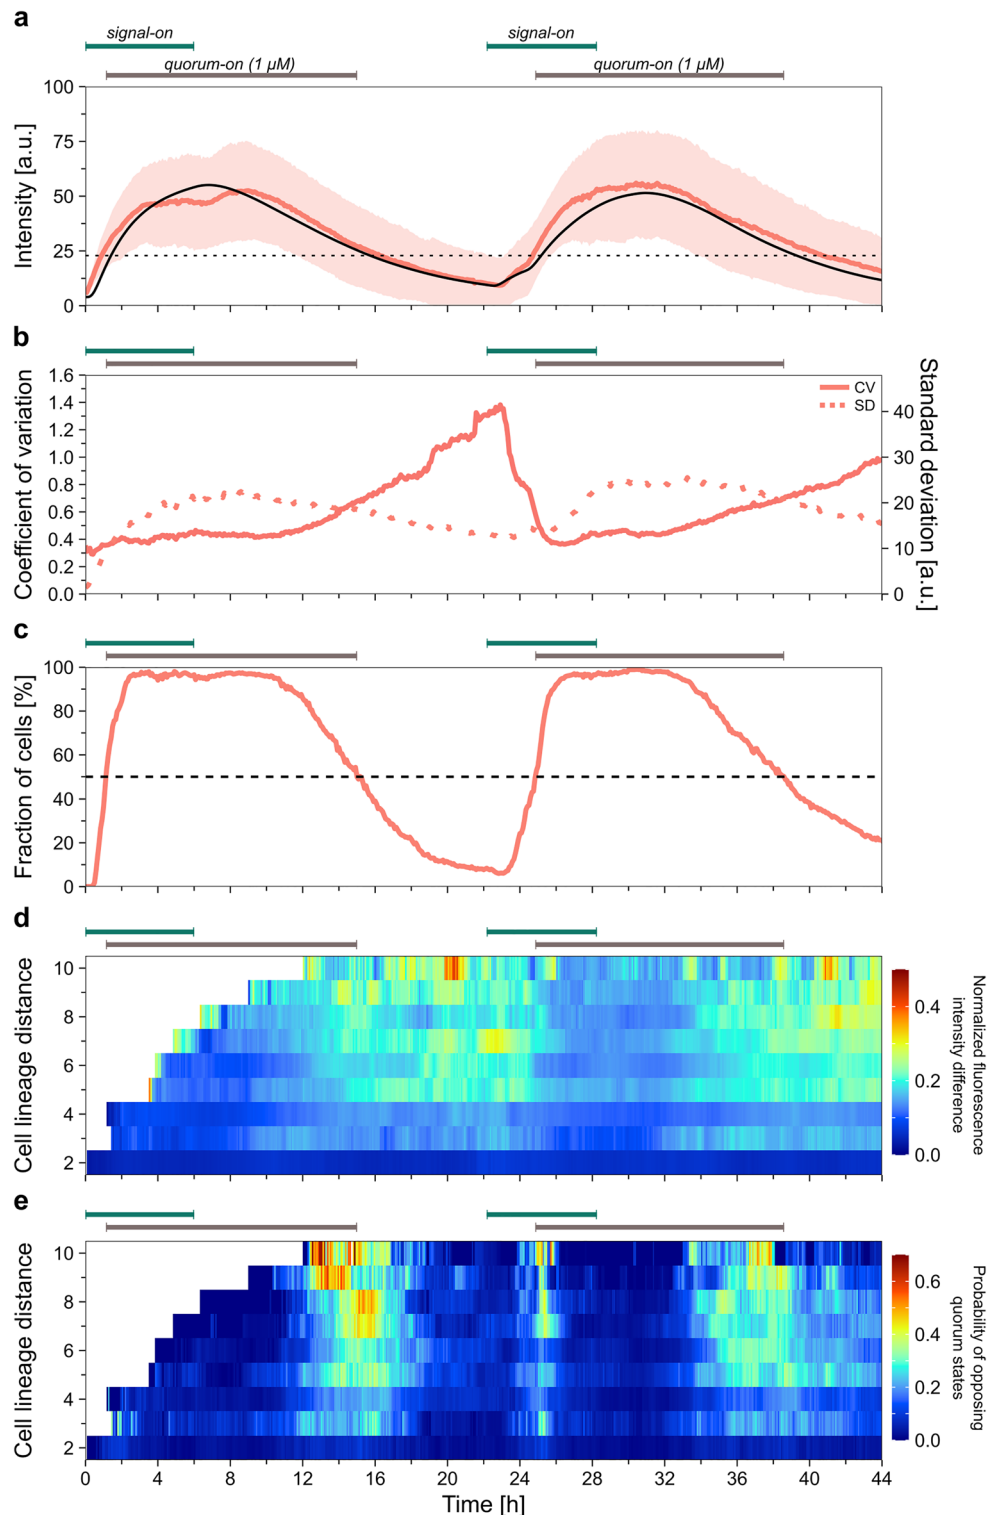 a
signal-on signal-on
quorum-on (1 µM) quorum-on (1 µM)
Intensity [a.u.]
100
75
50
25
0
b
Coefficient of variation
1.6
1.4
1.2
1.0
0.8
0.6
0.4
0.2
0.0
CV
SD
40
30
20
10
0
Standard deviation [a.u.]
c
Fraction of cells [%]
100
80
60
40
20
0
d
Cell lineage distance
10
8
6
4
2
0.4
0.2
0.0
Normalized fluorescence
intensity difference
e
Cell lineage distance
10
8
6
4
2
0.6
0.4
0.2
0.0
Probability of opposing
quorum states
0 4 8 12 16 20 24 28 32 36 40 44
Time [h]